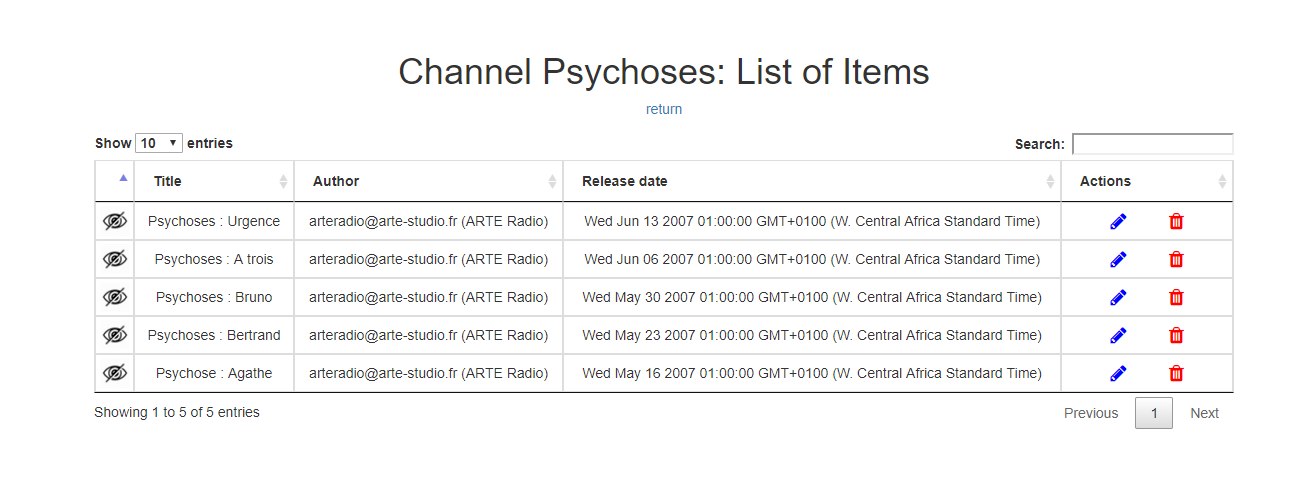 Channel Psychoses: List of Items
return
Show 10 entries Search:
Title Author Release date Actions
Psychoses : Urgence arteradio@arte-studio.fr (ARTE Radio) Wed Jun 13 2007 01:00:00 GMT+0100 (W. Central Africa Standard Time)
Psychoses : A trois arteradio@arte-studio.fr (ARTE Radio) Wed Jun 06 2007 01:00:00 GMT+0100 (W. Central Africa Standard Time)
Psychoses : Bruno arteradio@arte-studio.fr (ARTE Radio) Wed May 30 2007 01:00:00 GMT+0100 (W. Central Africa Standard Time)
Psychoses : Bertrand arteradio@arte-studio.fr (ARTE Radio) Wed May 23 2007 01:00:00 GMT+0100 (W. Central Africa Standard Time)
Psychose : Agathe arteradio@arte-studio.fr (ARTE Radio) Wed May 16 2007 01:00:00 GMT+0100 (W. Central Africa Standard Time)
Showing 1 to 5 of 5 entries Previous 1 Next